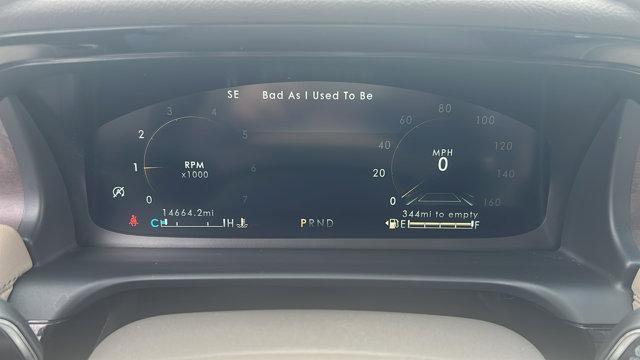 SE Bad As I Used To Be
3 4 80
2 5 60 100
RPM x1000 40 MPH 120
1 6 20 0 140
0 7 0 160
14664.2mi 344mi to empty
C H PRND E F